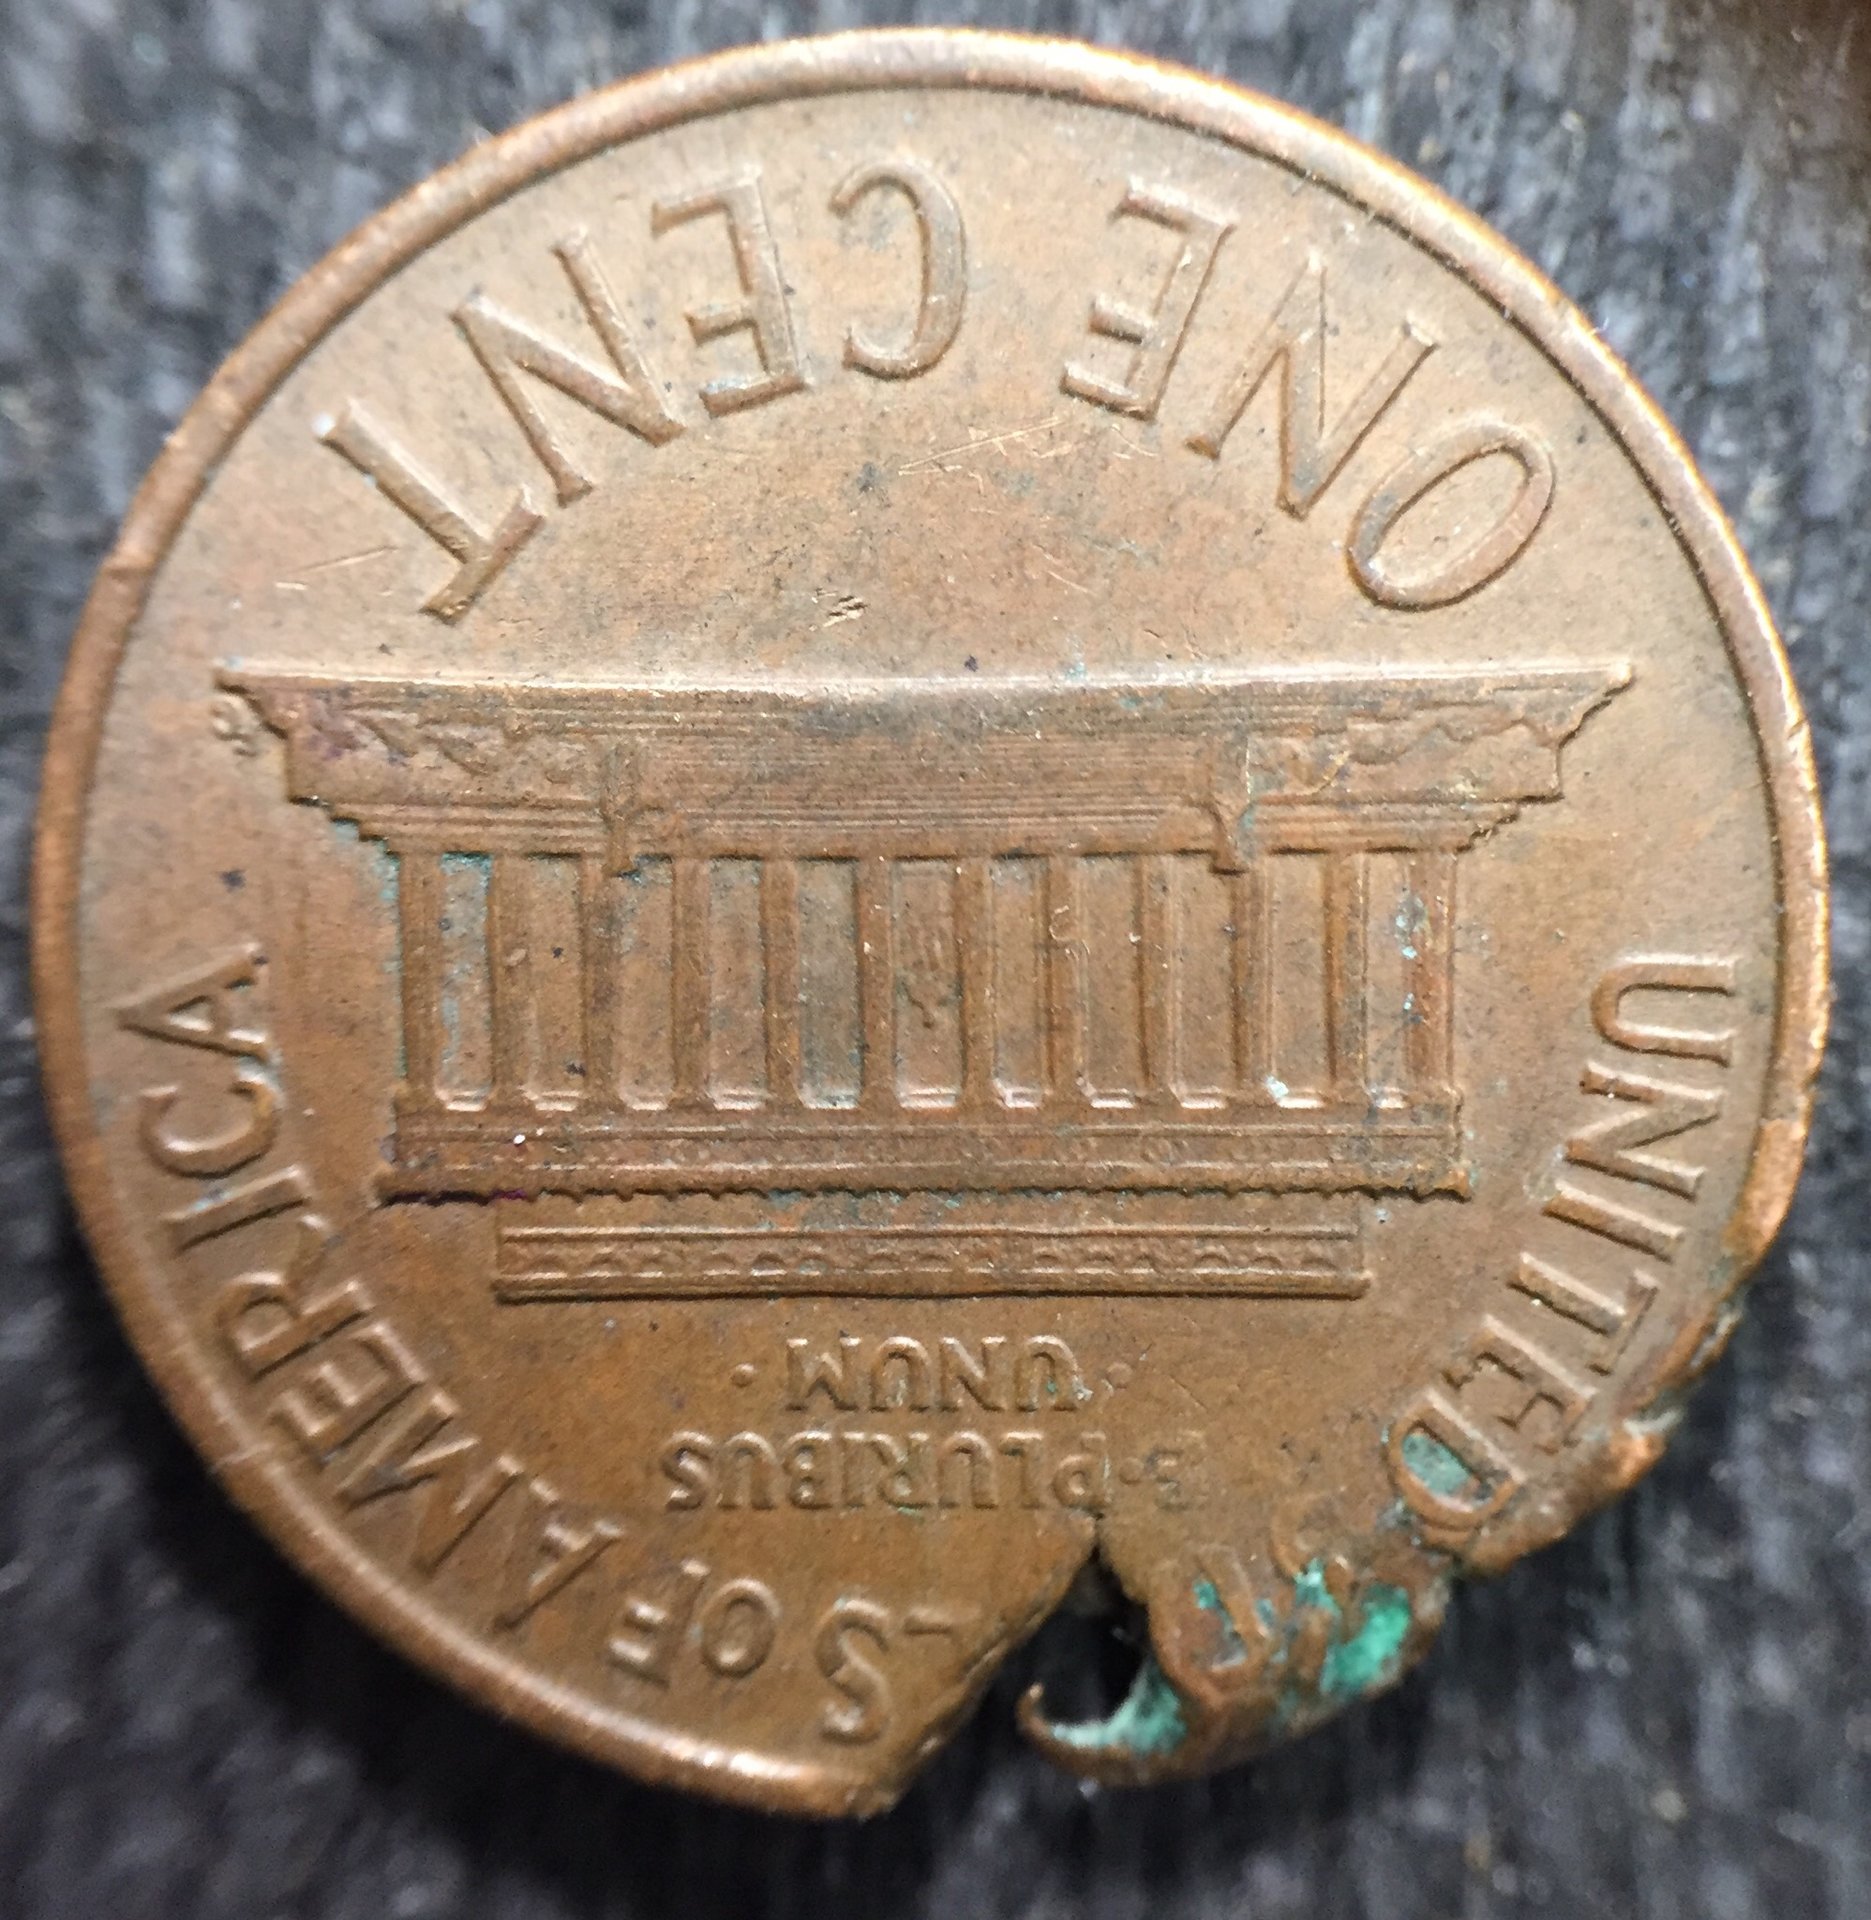 UNITED OF AMERICA
E·PLURIBUS
·UNUM·
ONE CENT